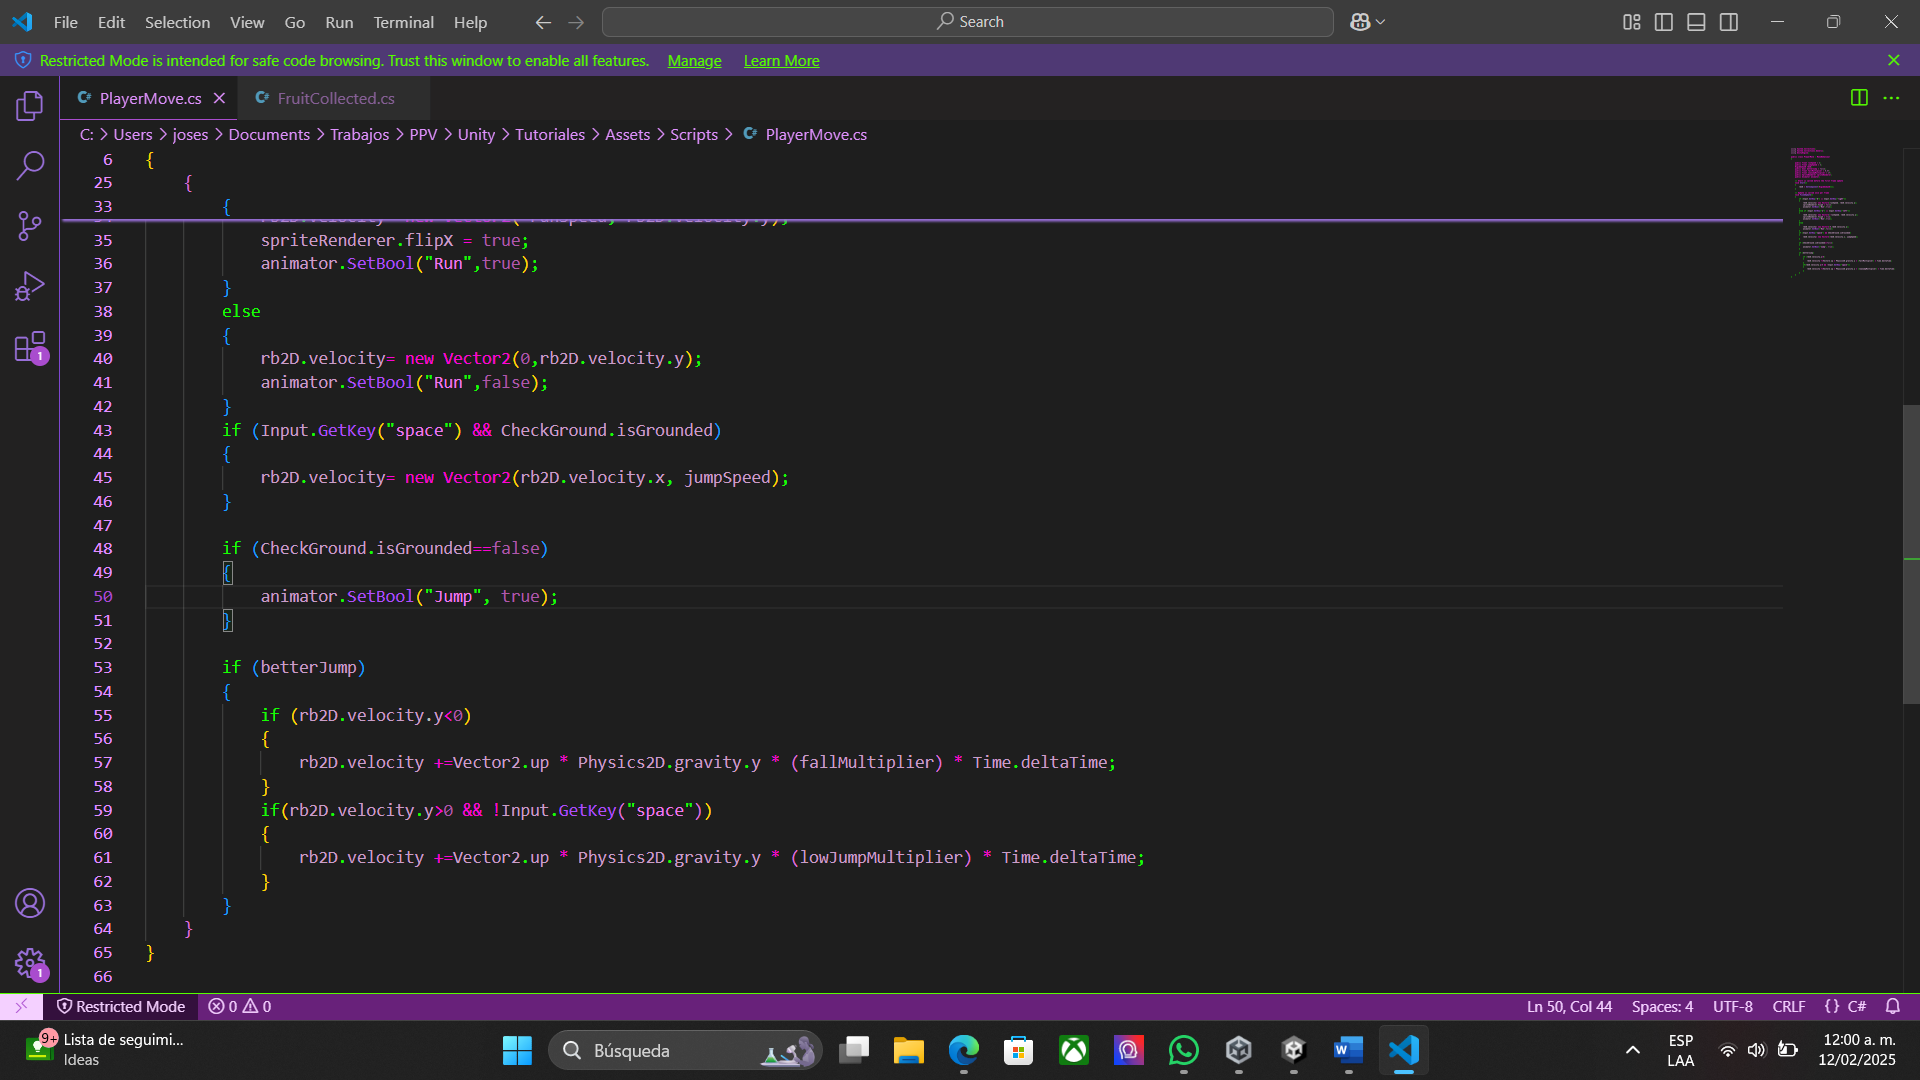 File Edit Selection View Go Run Terminal Help
Search
Restricted Mode is intended for safe code browsing. Trust this window to enable all features. Manage Learn More
PlayerMove.cs
FruitCollected.cs
C: > Users > joses > Documents > Trabajos > PPV > Unity > Tutoriales > Assets > Scripts > PlayerMove.cs
6 {
25 {
33 {
35 spriteRenderer.flipX = true;
36 animator.SetBool("Run",true);
37 }
38 else
39 {
40 rb2D.velocity= new Vector2(0,rb2D.velocity.y);
41 animator.SetBool("Run",false);
42 }
43 if (Input.GetKey("space") && CheckGround.isGrounded)
44 {
45 rb2D.velocity= new Vector2(rb2D.velocity.x, jumpSpeed);
46 }
47
48 if (CheckGround.isGrounded==false)
49 {
50 animator.SetBool("Jump", true);
51 }
52
53 if (betterJump)
54 {
55 if (rb2D.velocity.y<0)
56 {
57 rb2D.velocity +=Vector2.up * Physics2D.gravity.y * (fallMultiplier) * Time.deltaTime;
58 }
59 if(rb2D.velocity.y>0 && !Input.GetKey("space"))
60 {
61 rb2D.velocity +=Vector2.up * Physics2D.gravity.y * (lowJumpMultiplier) * Time.deltaTime;
62 }
63 }
64 }
65 }
66
1
1
Restricted Mode 0 0
Ln 50, Col 44 Spaces: 4 UTF-8 CRLF {} C#
9+
Lista de seguimi...
Ideas
Búsqueda
ESP
LAA
12:00 a. m.
12/02/2025